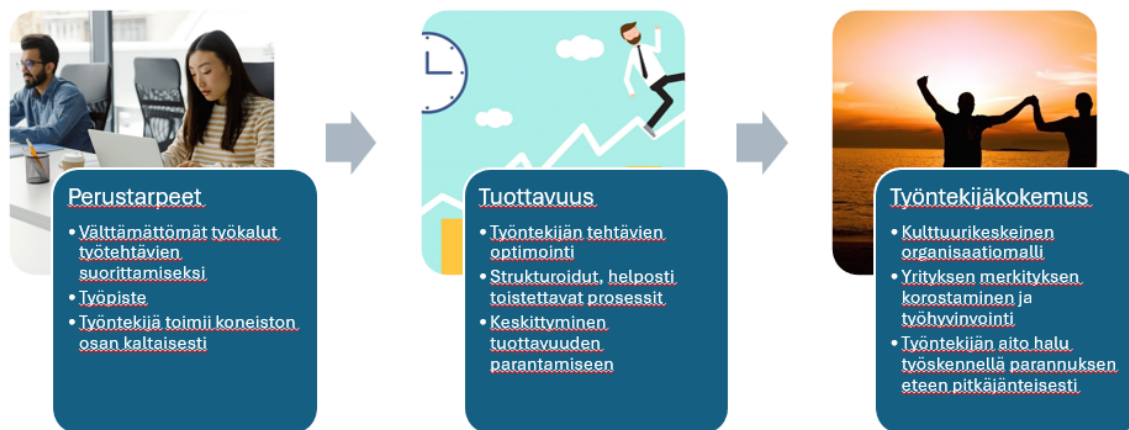 Perustarpeet
• Välttämättömät työkalut
työtehtävien
suorittamiseksi
• Työpiste
• Työntekijä toimii koneiston
osan kaltaisesti
Tuottavuus
• Työntekijän tehtävien
optimointi
• Strukturoidut, helposti
toistettavat prosessit
• Keskittyminen
tuottavuuden
parantamiseen
Työntekijäkokemus
• Kulttuurikeskeinen
organisaatiomalli
• Yrityksen merkityksen
korostaminen ja
työhyvinvointi
• Työntekijän aito halu
työskennellä parannuksen
eteen pitkäjänteisesti